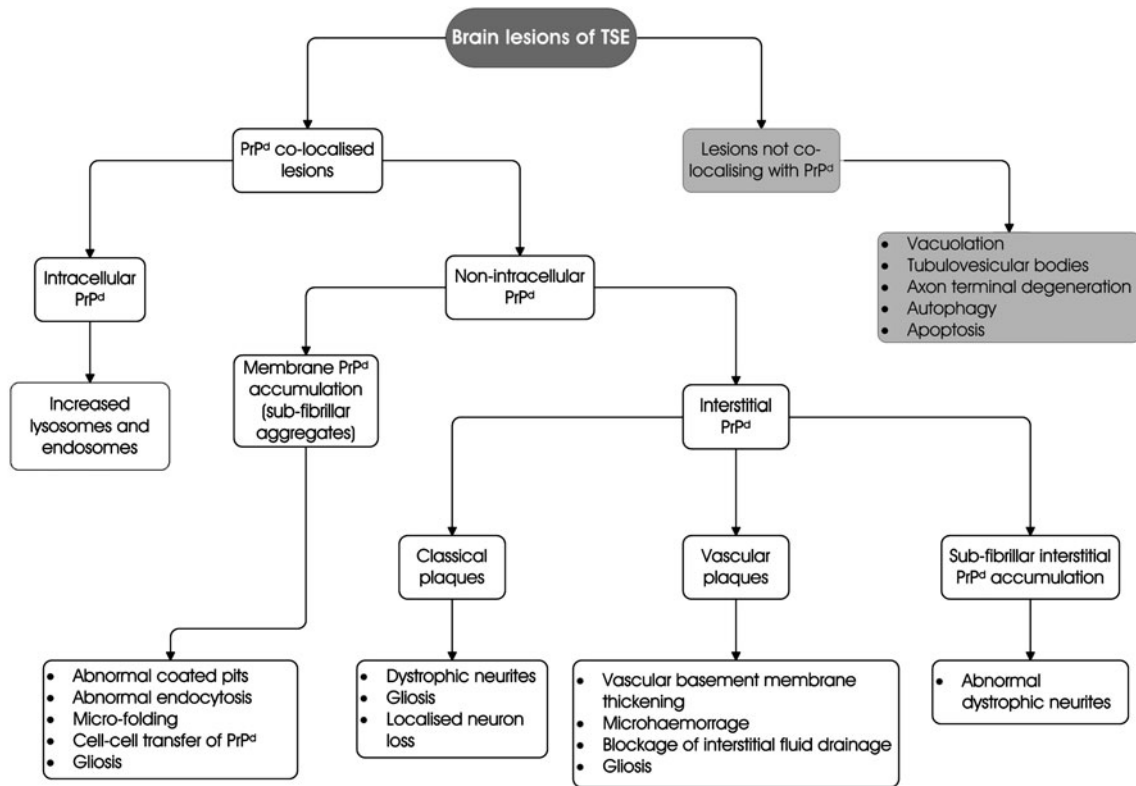 Brain lesions of TSE
PrPᵈ co-localised
lesions
Lesions not co-
localising with PrPᵈ
Intracellular
PrPᵈ
Non-intracellular
PrPᵈ
• Vacuolation
• Tubulovesicular bodies
• Axon terminal degeneration
• Autophagy
• Apoptosis
Increased
lysosomes and
endosomes
Membrane PrPᵈ
accumulation
(sub-fibrillar
aggregates)
Interstitial
PrPᵈ
Classical
plaques
Vascular
plaques
Sub-fibrillar interstitial
PrPᵈ accumulation
• Abnormal coated pits
• Abnormal endocytosis
• Micro-folding
• Cell-cell transfer of PrPᵈ
• Gliosis
• Dystrophic neurites
• Gliosis
• Localised neuron
loss
• Vascular basement membrane
thickening
• Microhaemorrage
• Blockage of interstitial fluid drainage
• Gliosis
• Abnormal
dystrophic neurites